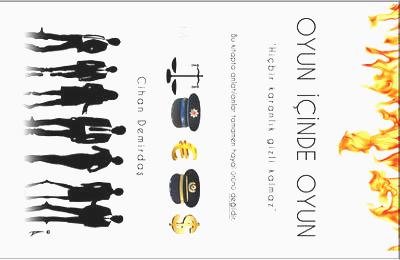 OYUN İÇİNDE OYUN
'Hiçbir karanlık gizli kalmaz'
Bu kitapta anlatılanlar tamamen hayal ürünü değildir.
Cihan Demirdaş